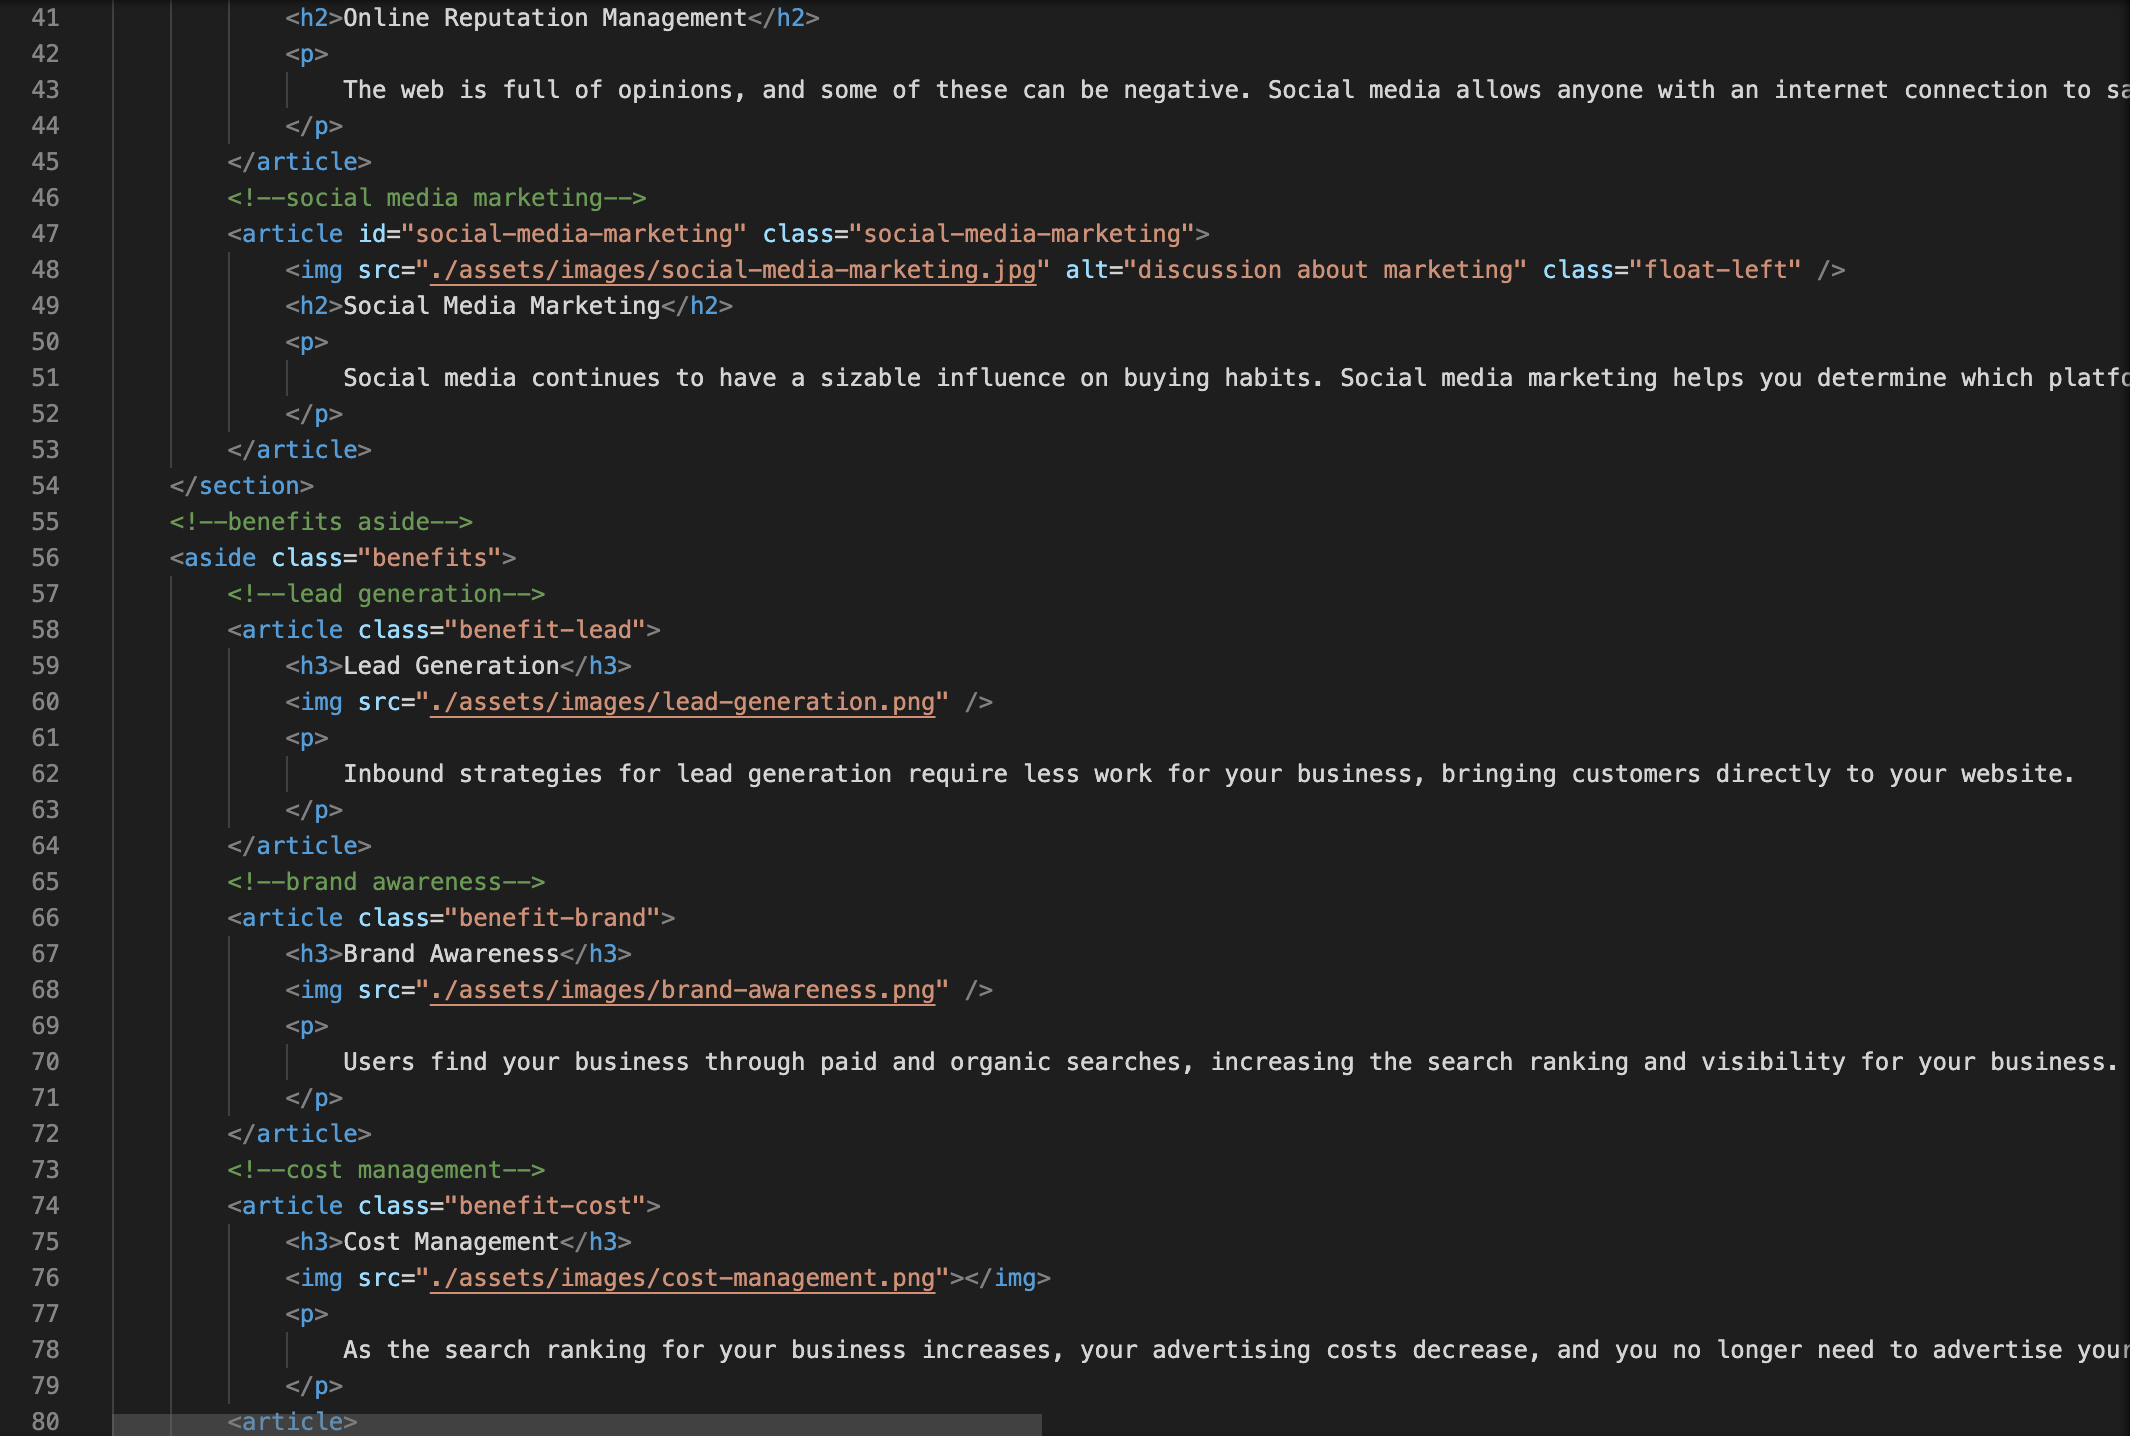 41 <h2>Online Reputation Management</h2>
42 <p>
43 The web is full of opinions, and some of these can be negative. Social media allows anyone with an internet connection to sa
44 </p>
45 </article>
46 <!--social media marketing-->
47 <article id="social-media-marketing" class="social-media-marketing">
48 <img src="./assets/images/social-media-marketing.jpg" alt="discussion about marketing" class="float-left" />
49 <h2>Social Media Marketing</h2>
50 <p>
51 Social media continues to have a sizable influence on buying habits. Social media marketing helps you determine which platfo
52 </p>
53 </article>
54 </section>
55 <!--benefits aside-->
56 <aside class="benefits">
57 <!--lead generation-->
58 <article class="benefit-lead">
59 <h3>Lead Generation</h3>
60 <img src="./assets/images/lead-generation.png" />
61 <p>
62 Inbound strategies for lead generation require less work for your business, bringing customers directly to your website.
63 </p>
64 </article>
65 <!--brand awareness-->
66 <article class="benefit-brand">
67 <h3>Brand Awareness</h3>
68 <img src="./assets/images/brand-awareness.png" />
69 <p>
70 Users find your business through paid and organic searches, increasing the search ranking and visibility for your business.
71 </p>
72 </article>
73 <!--cost management-->
74 <article class="benefit-cost">
75 <h3>Cost Management</h3>
76 <img src="./assets/images/cost-management.png"></img>
77 <p>
78 As the search ranking for your business increases, your advertising costs decrease, and you no longer need to advertise your
79 </p>
80 <article>